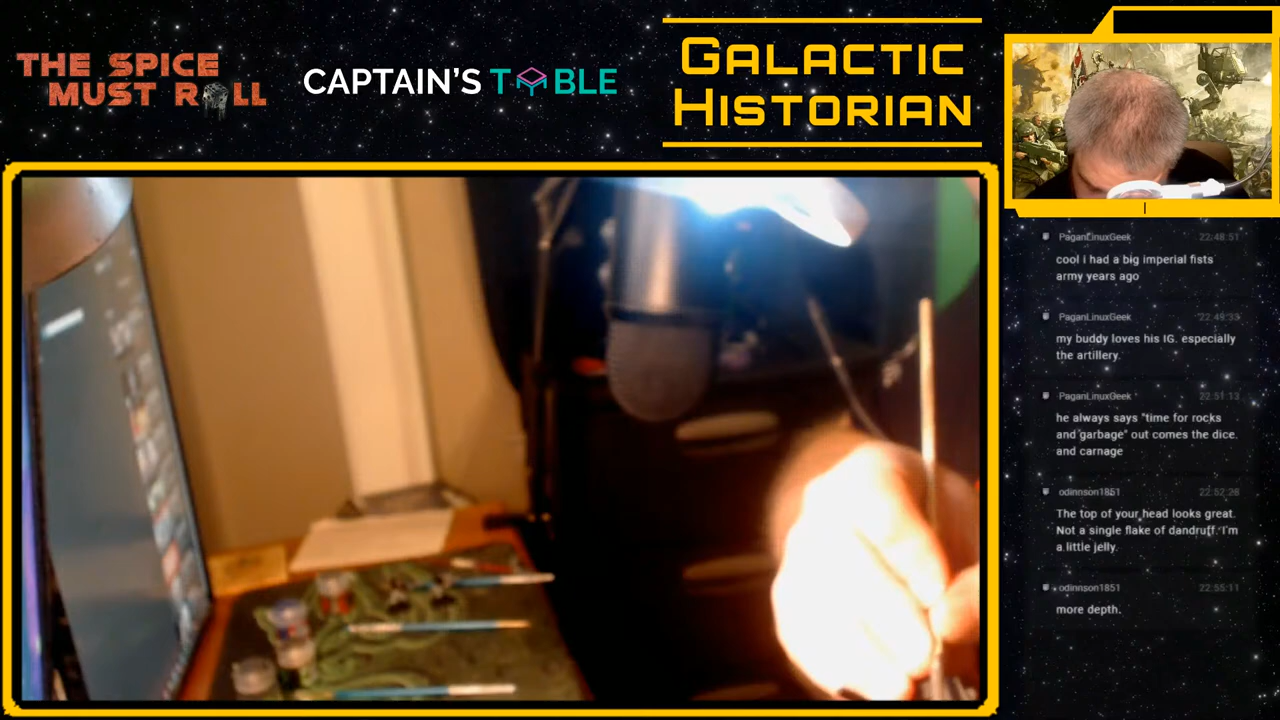 THE SPICE
MUST ROLL
CAPTAIN'S TABLE
GALACTIC
HISTORIAN
PaganLinuxGeek 22:48:51
cool i had a big imperial fists
army years ago
PaganLinuxGeek 22:49:33
my buddy loves his IG. especially
the artillery.
PaganLinuxGeek 22:51:13
he always says "time for rocks
and garbage" out comes the dice.
and carnage
odinnson1851 22:52:28
The top of your head looks great.
Not a single flake of dandruff. I'm
a little jelly.
odinnson1851 22:55:11
more depth.